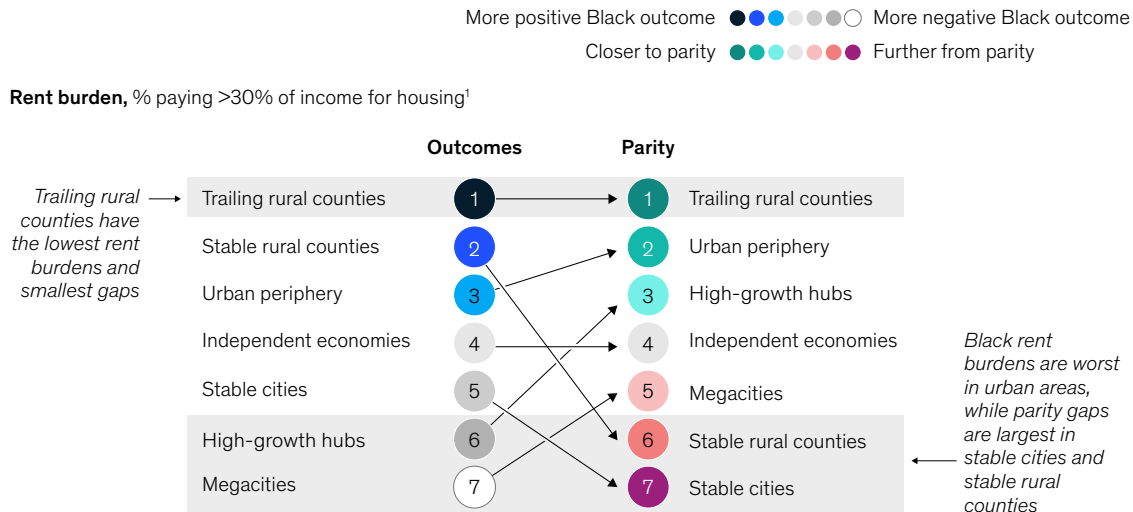 More positive Black outcome More negative Black outcome
Closer to parity Further from parity
Rent burden, % paying >30% of income for housing¹
Outcomes Parity
Trailing rural
counties have
the lowest rent
burdens and
smallest gaps
Trailing rural counties 1 1 Trailing rural counties
Stable rural counties 2 2 Urban periphery
Urban periphery 3 3 High-growth hubs
Independent economies 4 4 Independent economies
Stable cities 5 5 Megacities
High-growth hubs 6 6 Stable rural counties
Megacities 7 7 Stable cities
Black rent
burdens are worst
in urban areas,
while parity gaps
are largest in
stable cities and
stable rural
counties